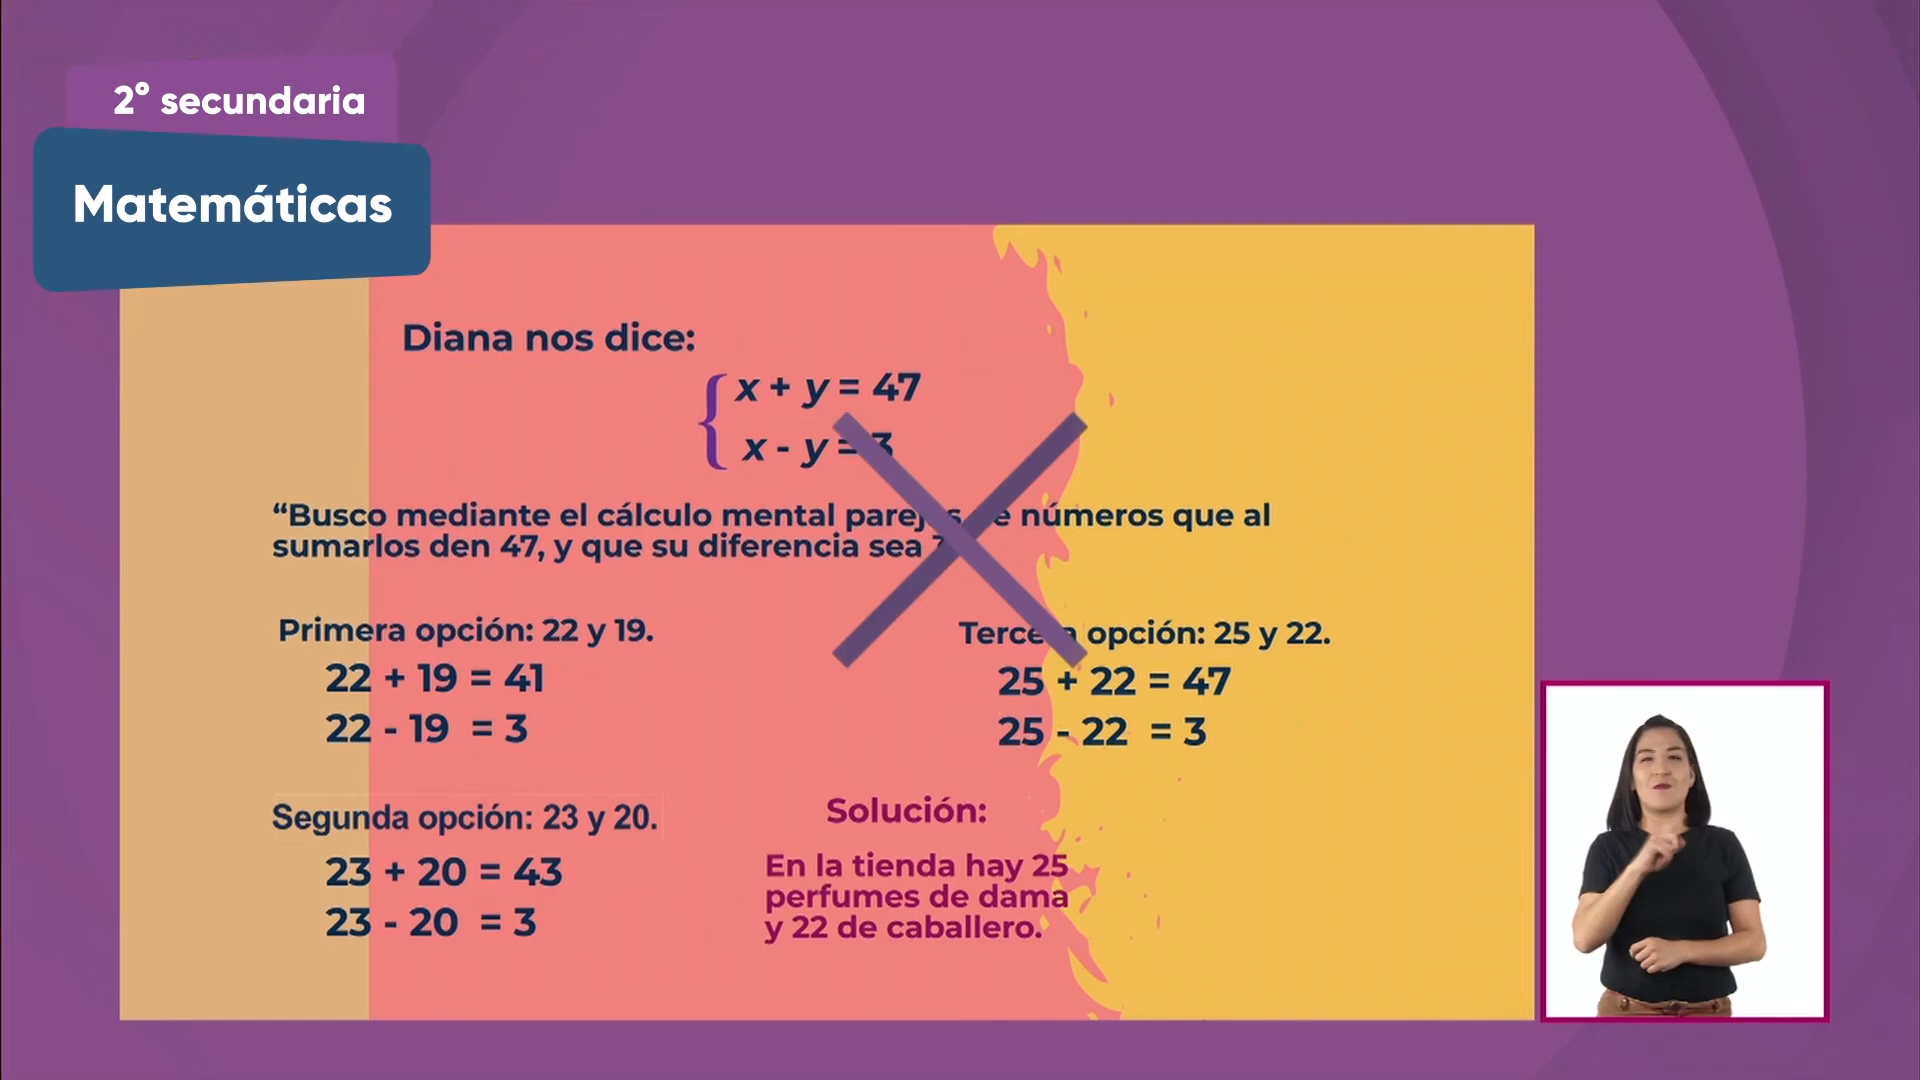 2° secundaria
Matemáticas
Diana nos dice:
x + y = 47
x - y = 3
“Busco mediante el cálculo mental números que al
sumarlos den 47, y que su diferencia sea
Primera opción: 22 y 19.
22 + 19 = 41
22 - 19 = 3
Segunda opción: 23 y 20.
23 + 20 = 43
23 - 20 = 3
Tercera opción: 25 y 22.
25 + 22 = 47
25 - 22 = 3
Solución:
En la tienda hay 25
perfumes de dama
y 22 de caballero.